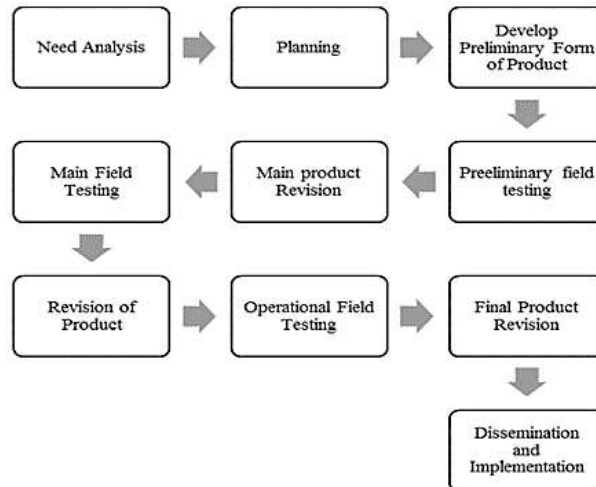 Need Analysis
Planning
Develop
Preliminary Form
of Product
Preeliminary field
testing
Main product
Revision
Main Field
Testing
Revision of
Product
Operational Field
Testing
Final Product
Revision
Dissemination
and
Implementation